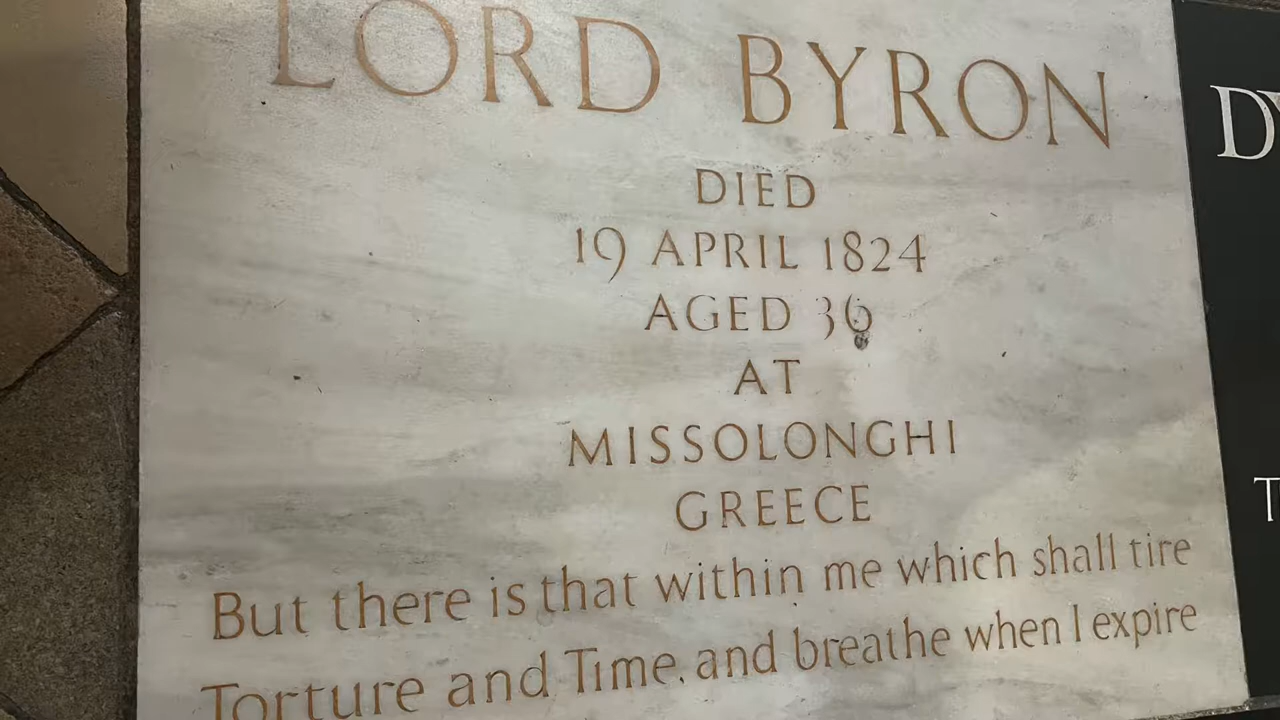 LORD BYRON
DIED
19 APRIL 1824
AGED 36
AT
MISSOLONGHI
GREECE
But there is that within me which shall tire
Torture and Time, and breathe when I expire